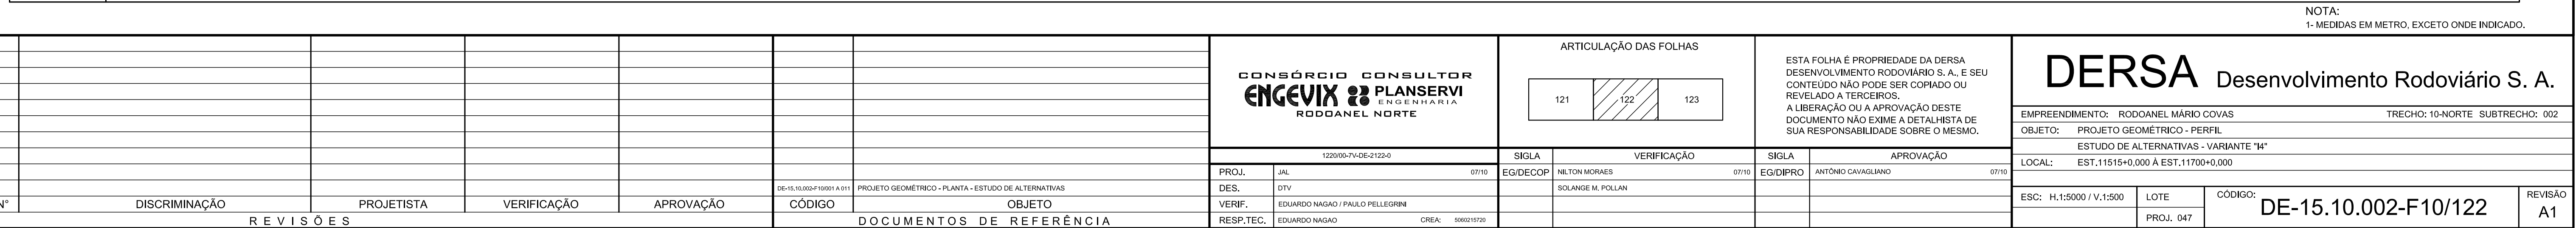 NOTA:
1- MEDIDAS EM METRO, EXCETO ONDE INDICADO.
DE-15.10.002-F10/001 A 011 PROJETO GEOMÉTRICO - PLANTA - ESTUDO DE ALTERNATIVAS
N° DISCRIMINAÇÃO PROJETISTA VERIFICAÇÃO APROVAÇÃO CÓDIGO OBJETO
REVISÕES DOCUMENTOS DE REFERÊNCIA
CONSÓRCIO CONSULTOR
ENGEVIX PLANSERVI
ENGENHARIA
RODOANEL NORTE
1220/00-7V-DE-2122-0
PROJ. JAL 07/10
DES. DTV
VERIF. EDUARDO NAGAO / PAULO PELLEGRINI
RESP.TEC. EDUARDO NAGAO CREA: 5060215720
ARTICULAÇÃO DAS FOLHAS
121 122 123
SIGLA VERIFICAÇÃO
EG/DECOP NILTON MORAES 07/10
SOLANGE M. POLLAN
ESTA FOLHA É PROPRIEDADE DA DERSA
DESENVOLVIMENTO RODOVIÁRIO S. A., E SEU
CONTEÚDO NÃO PODE SER COPIADO OU
REVELADO A TERCEIROS.
A LIBERAÇÃO OU A APROVAÇÃO DESTE
DOCUMENTO NÃO EXIME A DETALHISTA DE
SUA RESPONSABILIDADE SOBRE O MESMO.
SIGLA APROVAÇÃO
EG/DIPRO ANTÔNIO CAVAGLIANO 07/10
DERSA Desenvolvimento Rodoviário S. A.
EMPREENDIMENTO: RODOANEL MÁRIO COVAS TRECHO: 10-NORTE SUBTRECHO: 002
OBJETO: PROJETO GEOMÉTRICO - PERFIL
ESTUDO DE ALTERNATIVAS - VARIANTE "I4"
LOCAL: EST.11515+0,000 À EST.11700+0,000
ESC: H.1:5000 / V.1:500 LOTE CÓDIGO: DE-15.10.002-F10/122 REVISÃO
PROJ. 047 A1